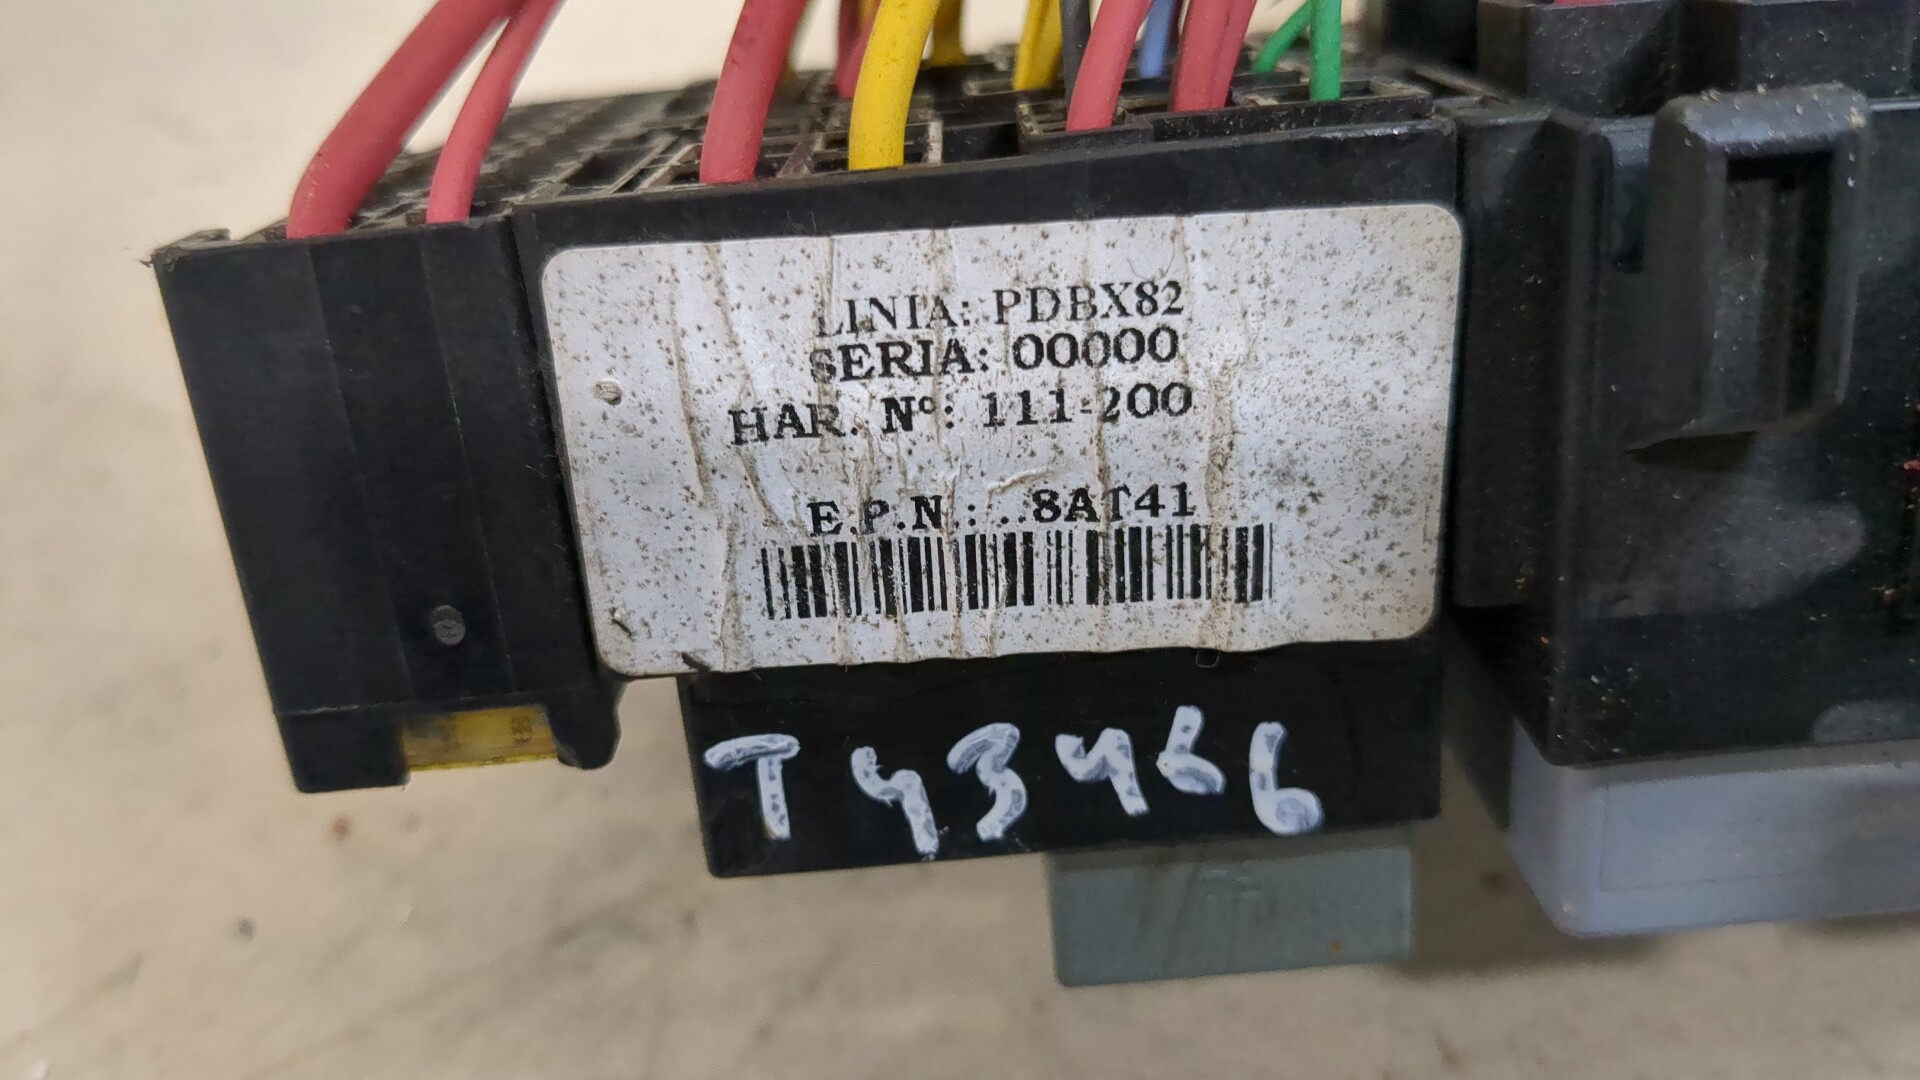 LINIA: PDBX82
SERIA: 00000
HAR. Nº: 111-200
E.P.N.:..8AT41
T43466